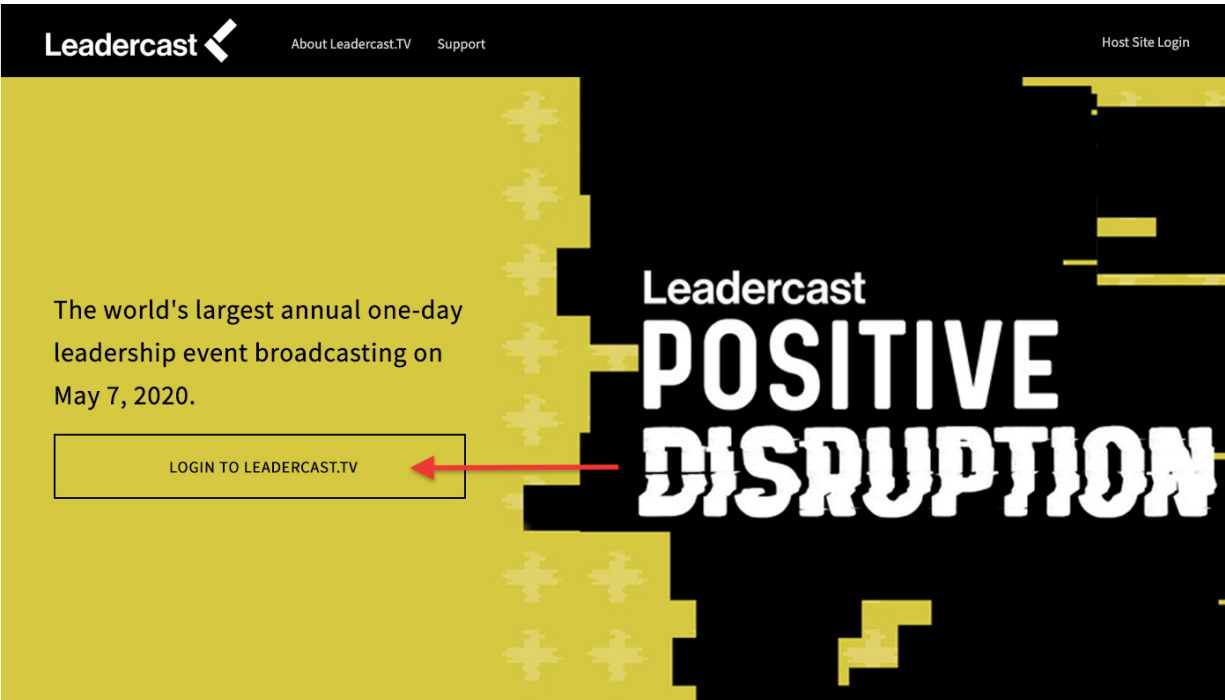 Leadercast
About Leadercast.TV
Support
Host Site Login
The world's largest annual one-day
leadership event broadcasting on
May 7, 2020.
LOGIN TO LEADERCAST.TV
Leadercast
POSITIVE
DISRUPTION